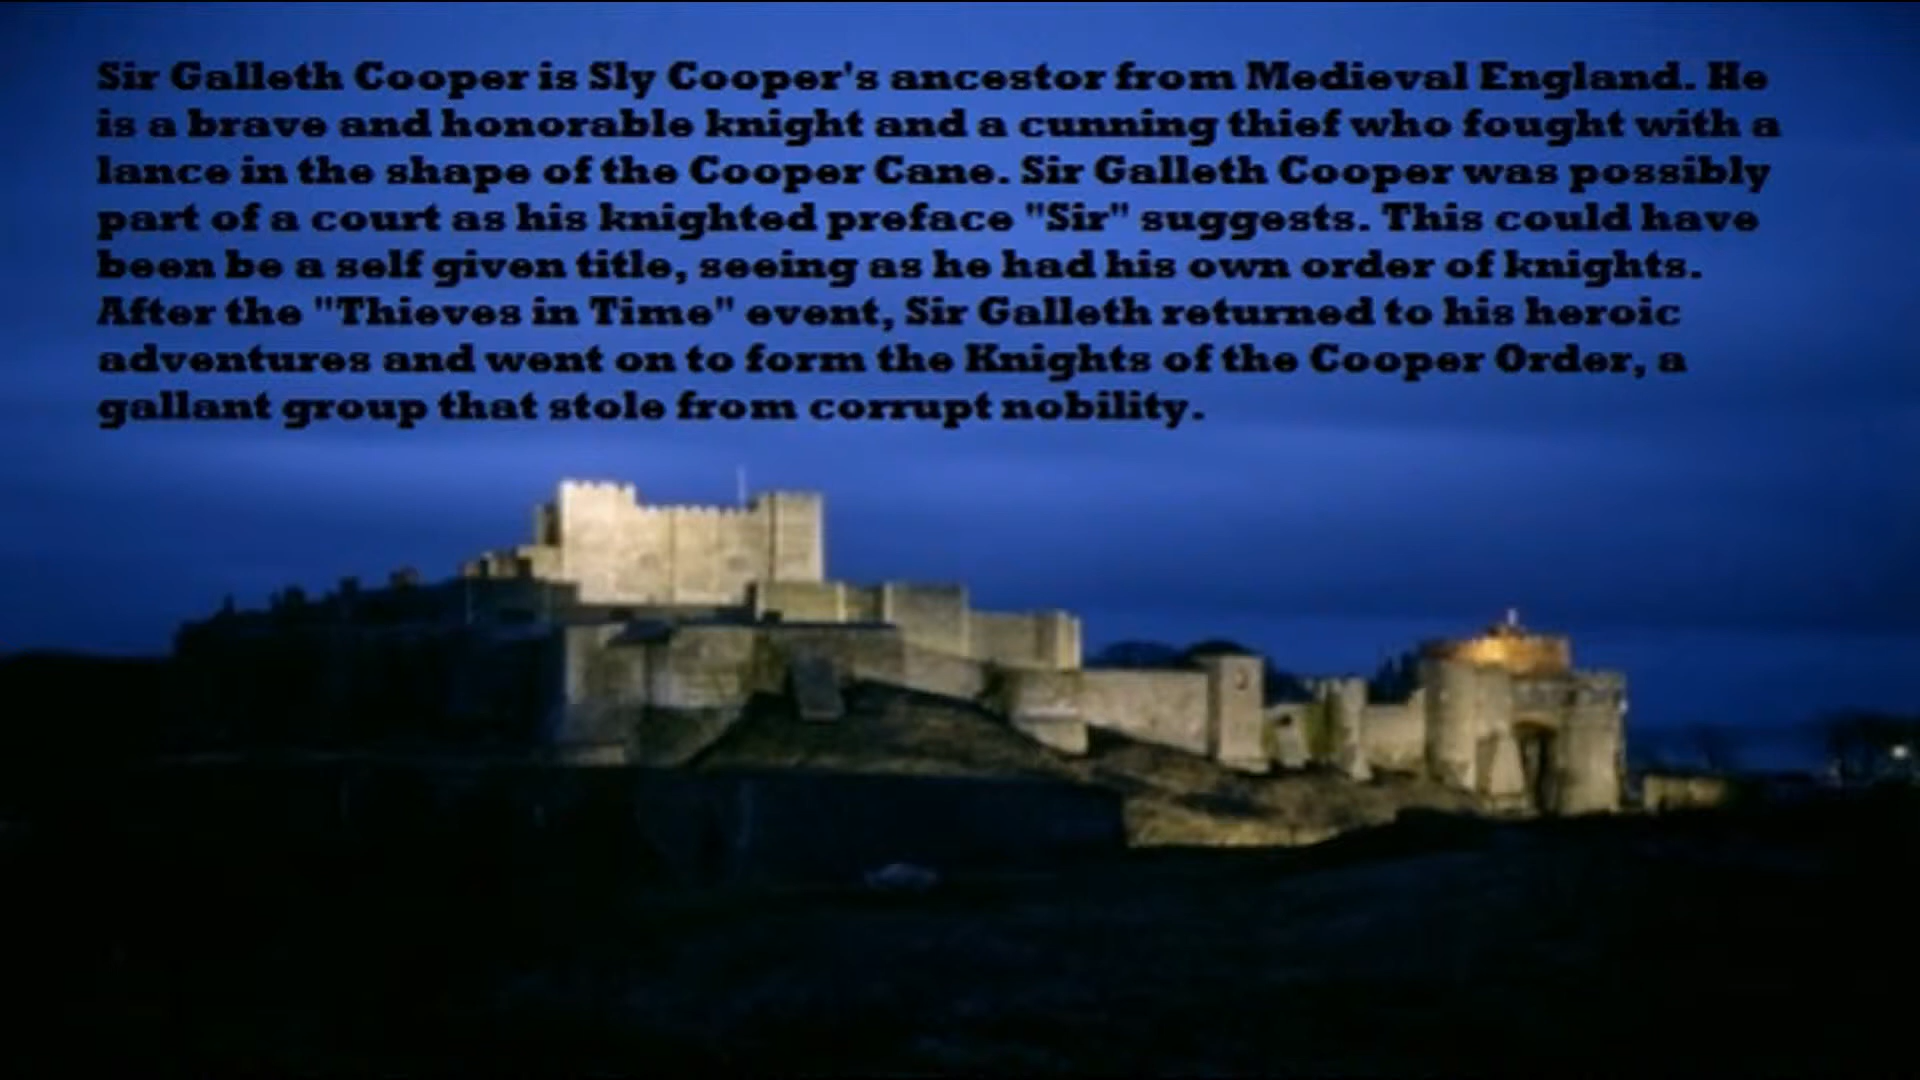 Sir Galleth Cooper is Sly Cooper's ancestor from Medieval England. He
is a brave and honorable knight and a cunning thief who fought with a
lance in the shape of the Cooper Cane. Sir Galleth Cooper was possibly
part of a court as his knighted preface "Sir" suggests. This could have
been be a self given title, seeing as he had his own order of knights.
After the "Thieves in Time" event, Sir Galleth returned to his heroic
adventures and went on to form the Knights of the Cooper Order, a
gallant group that stole from corrupt nobility.